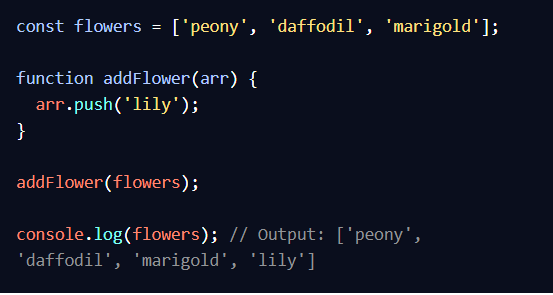 const flowers = ['peony', 'daffodil', 'marigold'];
function addFlower(arr) {
  arr.push('lily');
}
addFlower(flowers);
console.log(flowers); // Output: ['peony',
'daffodil', 'marigold', 'lily']